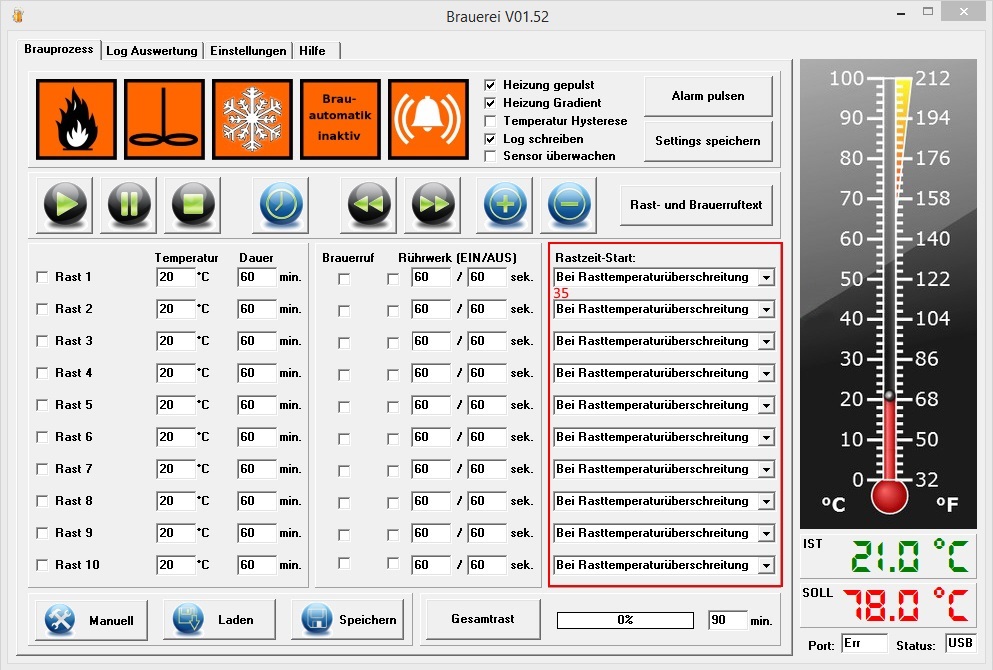 Brauerei V01.52
Brauprozess Log Auswertung Einstellungen Hilfe
Brau-
automatik
inaktiv
Heizung gepulst
Heizung Gradient
Temperatur Hysterese
Log schreiben
Sensor überwachen
Alarm pulsen
Settings speichern
Rast- und Brauerruftext
Temperatur Dauer Brauerruf Rührwerk (EIN/AUS) Rastzeit-Start:
Rast 1 20 °C 60 min. 60 / 60 sek. Bei Rasttemperaturüberschreitung
35
Rast 2 20 °C 60 min. 60 / 60 sek. Bei Rasttemperaturüberschreitung
Rast 3 20 °C 60 min. 60 / 60 sek. Bei Rasttemperaturüberschreitung
Rast 4 20 °C 60 min. 60 / 60 sek. Bei Rasttemperaturüberschreitung
Rast 5 20 °C 60 min. 60 / 60 sek. Bei Rasttemperaturüberschreitung
Rast 6 20 °C 60 min. 60 / 60 sek. Bei Rasttemperaturüberschreitung
Rast 7 20 °C 60 min. 60 / 60 sek. Bei Rasttemperaturüberschreitung
Rast 8 20 °C 60 min. 60 / 60 sek. Bei Rasttemperaturüberschreitung
Rast 9 20 °C 60 min. 60 / 60 sek. Bei Rasttemperaturüberschreitung
Rast 10 20 °C 60 min. 60 / 60 sek. Bei Rasttemperaturüberschreitung
Manuell Laden Speichern Gesamtrast 0% 90 min.
100 212
90 194
80 176
70 158
60 140
50 122
40 104
30 86
20 68
10 50
0 32
°C °F
IST 21.0 °C
SOLL 78.0 °C
Port: Err Status: USB